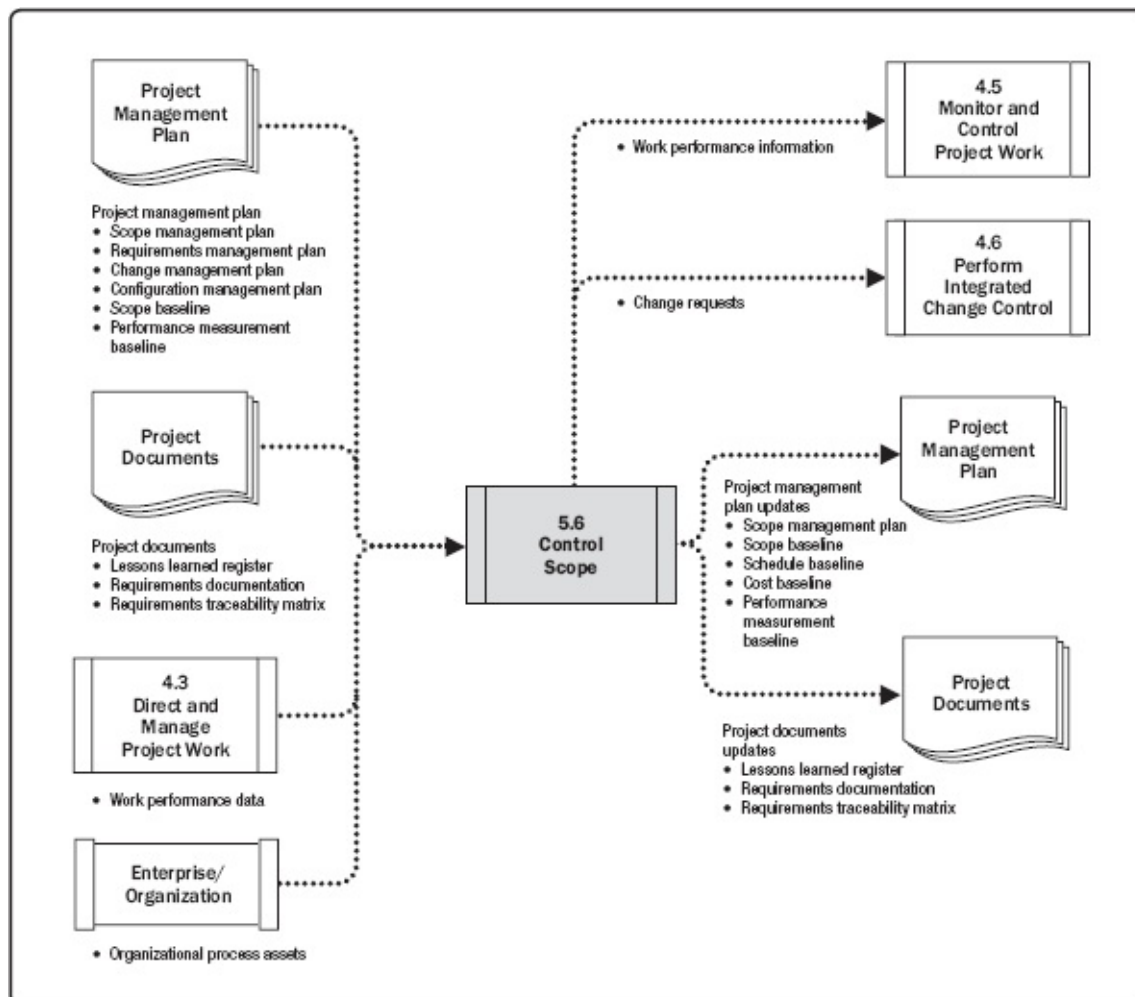 Project
Management
Plan
Project management plan
• Scope management plan
• Requirements management plan
• Change management plan
• Configuration management plan
• Scope baseline
• Performance measurement
baseline
Project
Documents
Project documents
• Lessons learned register
• Requirements documentation
• Requirements traceability matrix
4.3
Direct and
Manage
Project Work
• Work performance data
Enterprise/
Organization
• Organizational process assets
5.6
Control
Scope
• Work performance information
4.5
Monitor and
Control
Project Work
• Change requests
4.6
Perform
Integrated
Change Control
Project
Management
Plan
Project management
plan updates
• Scope management plan
• Scope baseline
• Schedule baseline
• Cost baseline
• Performance
measurement
baseline
Project
Documents
Project documents
updates
• Lessons learned register
• Requirements documentation
• Requirements traceability matrix